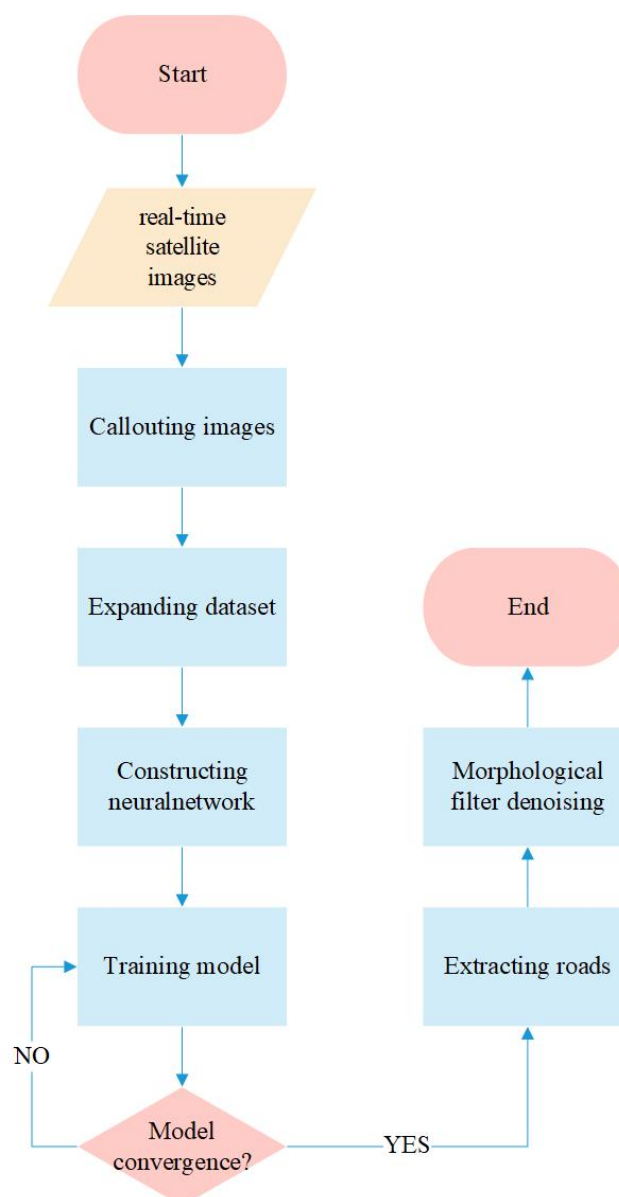 Start
real-time
satellite
images
Callouting images
Expanding dataset
Constructing
neuralnetwork
Training model
NO
Model
convergence?
YES
Extracting roads
Morphological
filter denoising
End